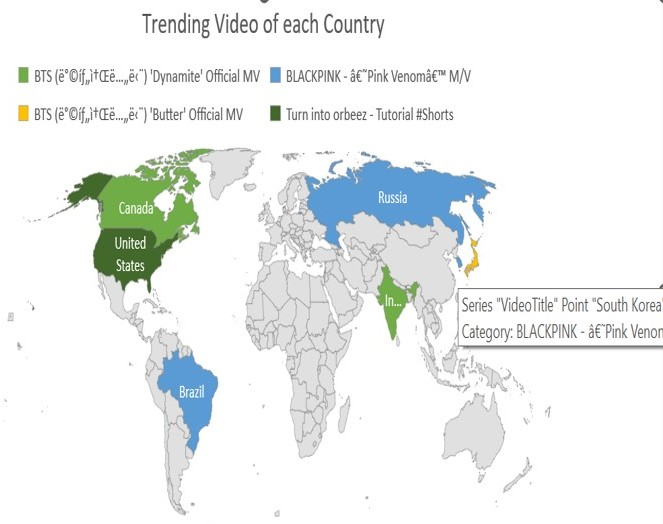 Trending Video of each Country
BTS (ë°©íƒ„ì†Œë…„ë‹¨) 'Dynamite' Official MV
BLACKPINK - â€˜Pink Venomâ€™ M/V
BTS (ë°©íƒ„ì†Œë…„ë‹¨) 'Butter' Official MV
Turn into orbeez - Tutorial #Shorts
Canada
Russia
United
States
In...
Series "VideoTitle" Point "South Korea"
Category: BLACKPINK - â€˜Pink Venom
Brazil